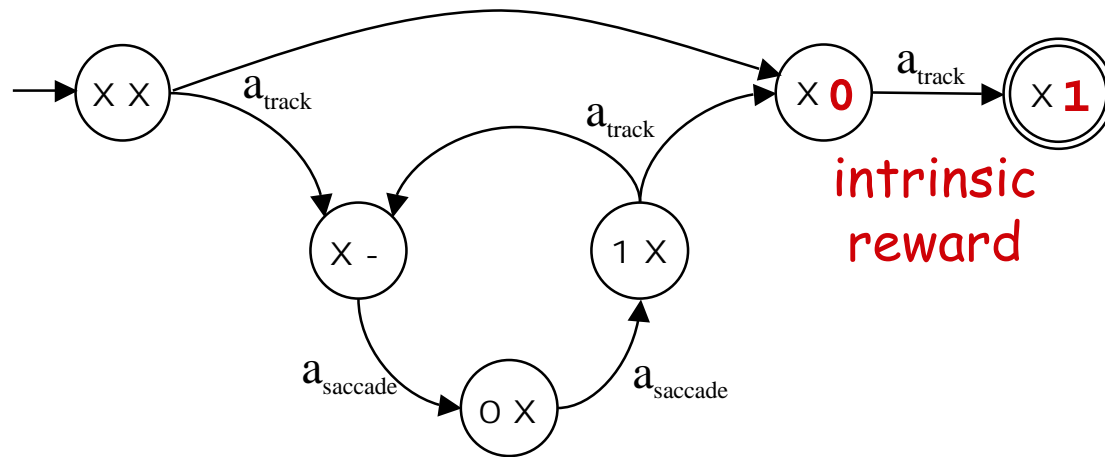 X X
a_track
a_track
X 0
a_track
X 1
intrinsic
reward
X -
1 X
a_saccade
0 X
a_saccade